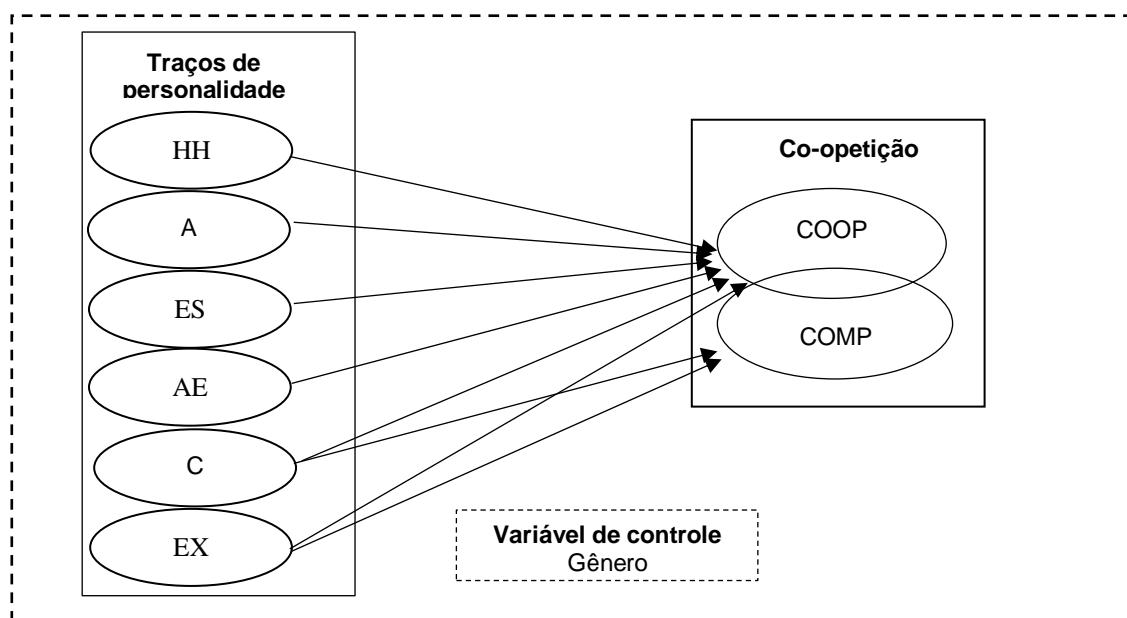 Traços de
personalidade
HH
A
ES
AE
C
EX
Co-opetição
COOP
COMP
Variável de controle
Gênero